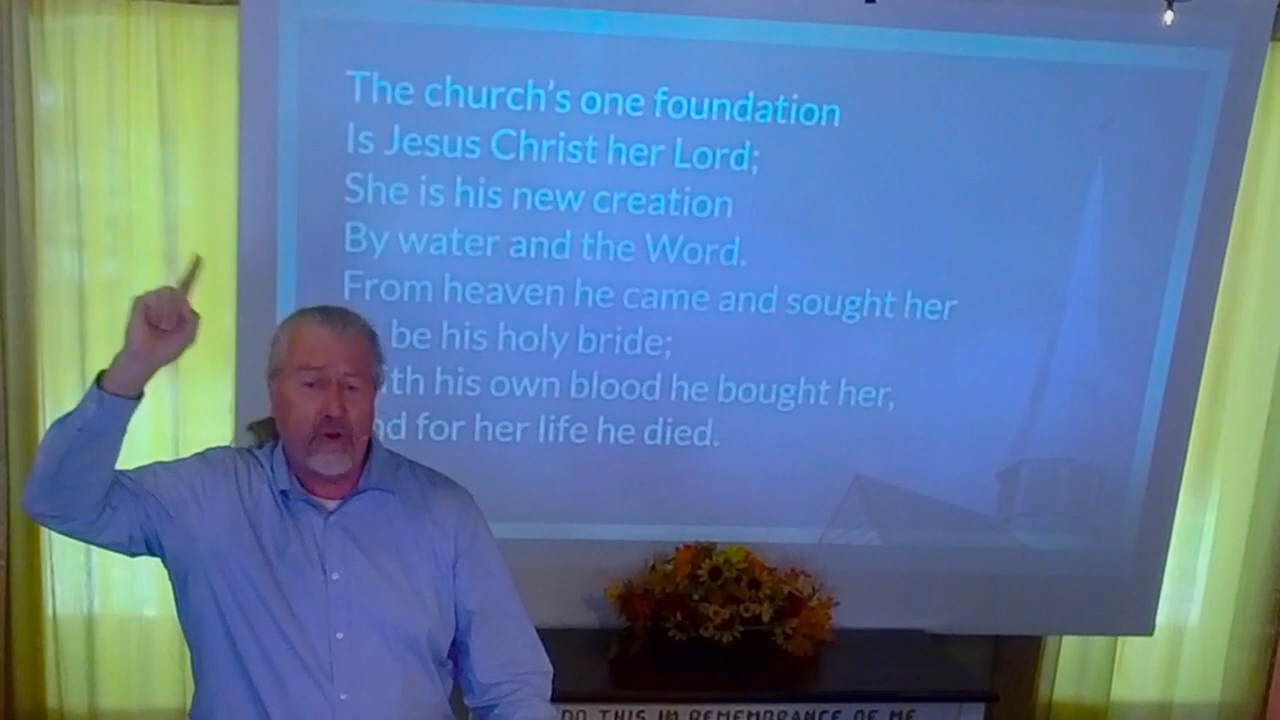 The church's one foundation
Is Jesus Christ her Lord;
She is his new creation
By water and the Word.
From heaven he came and sought her
be his holy bride;
th his own blood he bought her,
nd for her life he died.
DO THIS IN REMEMBRANCE OF ME